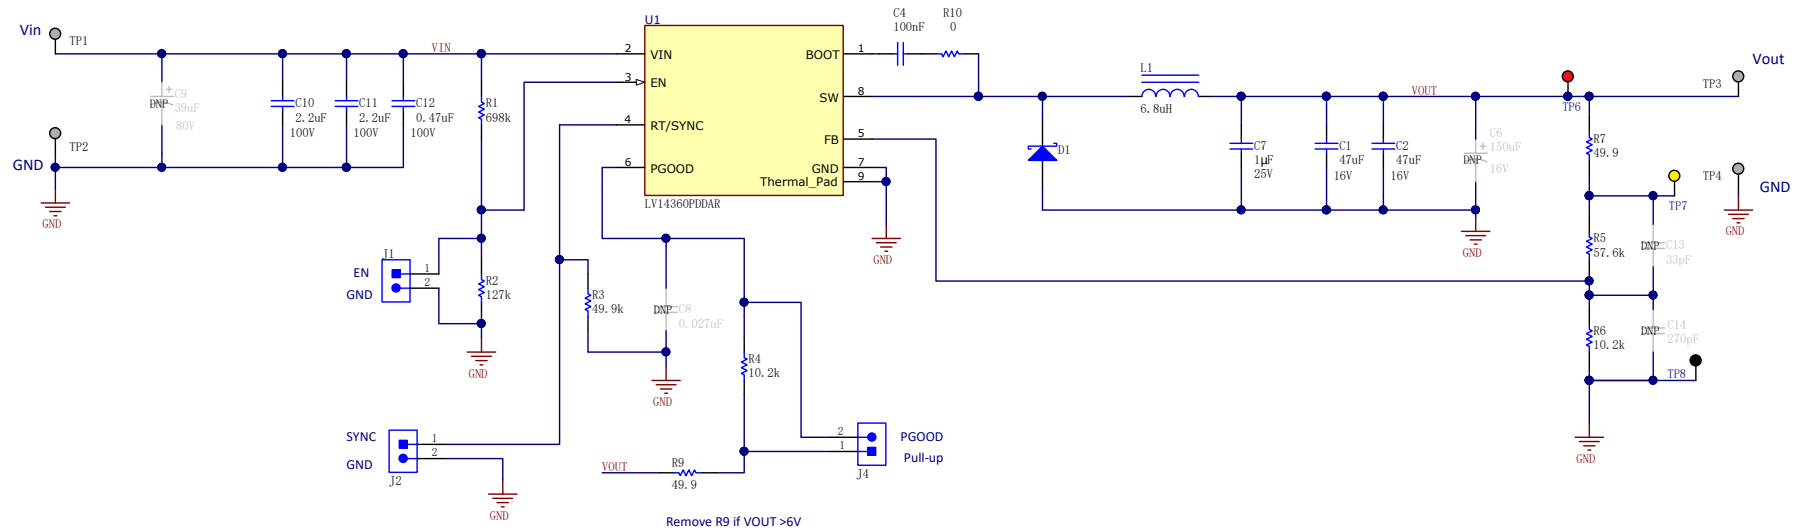 Vin
TP1
VIN
DNP
C9
39uF
80V
C10
2.2uF
100V
C11
2.2uF
100V
C12
0.47uF
100V
R1
698k
TP2
GND
GND
U1
2 VIN
3 EN
4 RT/SYNC
6 PGOOD
BOOT 1
SW 8
FB 5
GND 7
Thermal_Pad 9
LV14360PDDAR
C4
100nF
R10
0
GND
D1
L1
6.8uH
VOUT
C7
1µF
25V
C1
47uF
16V
C2
47uF
16V
DNP
C6
150uF
16V
GND
TP6
Vout
TP3
R7
49.9
TP4
GND
GND
TP7
R5
57.6k
DNP
C13
33pF
R6
10.2k
DNP
C14
270pF
TP8
GND
J1
EN
1
GND
2
R2
127k
GND
R3
49.9k
DNP
C8
0.027uF
GND
R4
10.2k
J2
SYNC
1
GND
2
GND
VOUT
R9
49.9
2
PGOOD
1
Pull-up
J4
Remove R9 if VOUT >6V